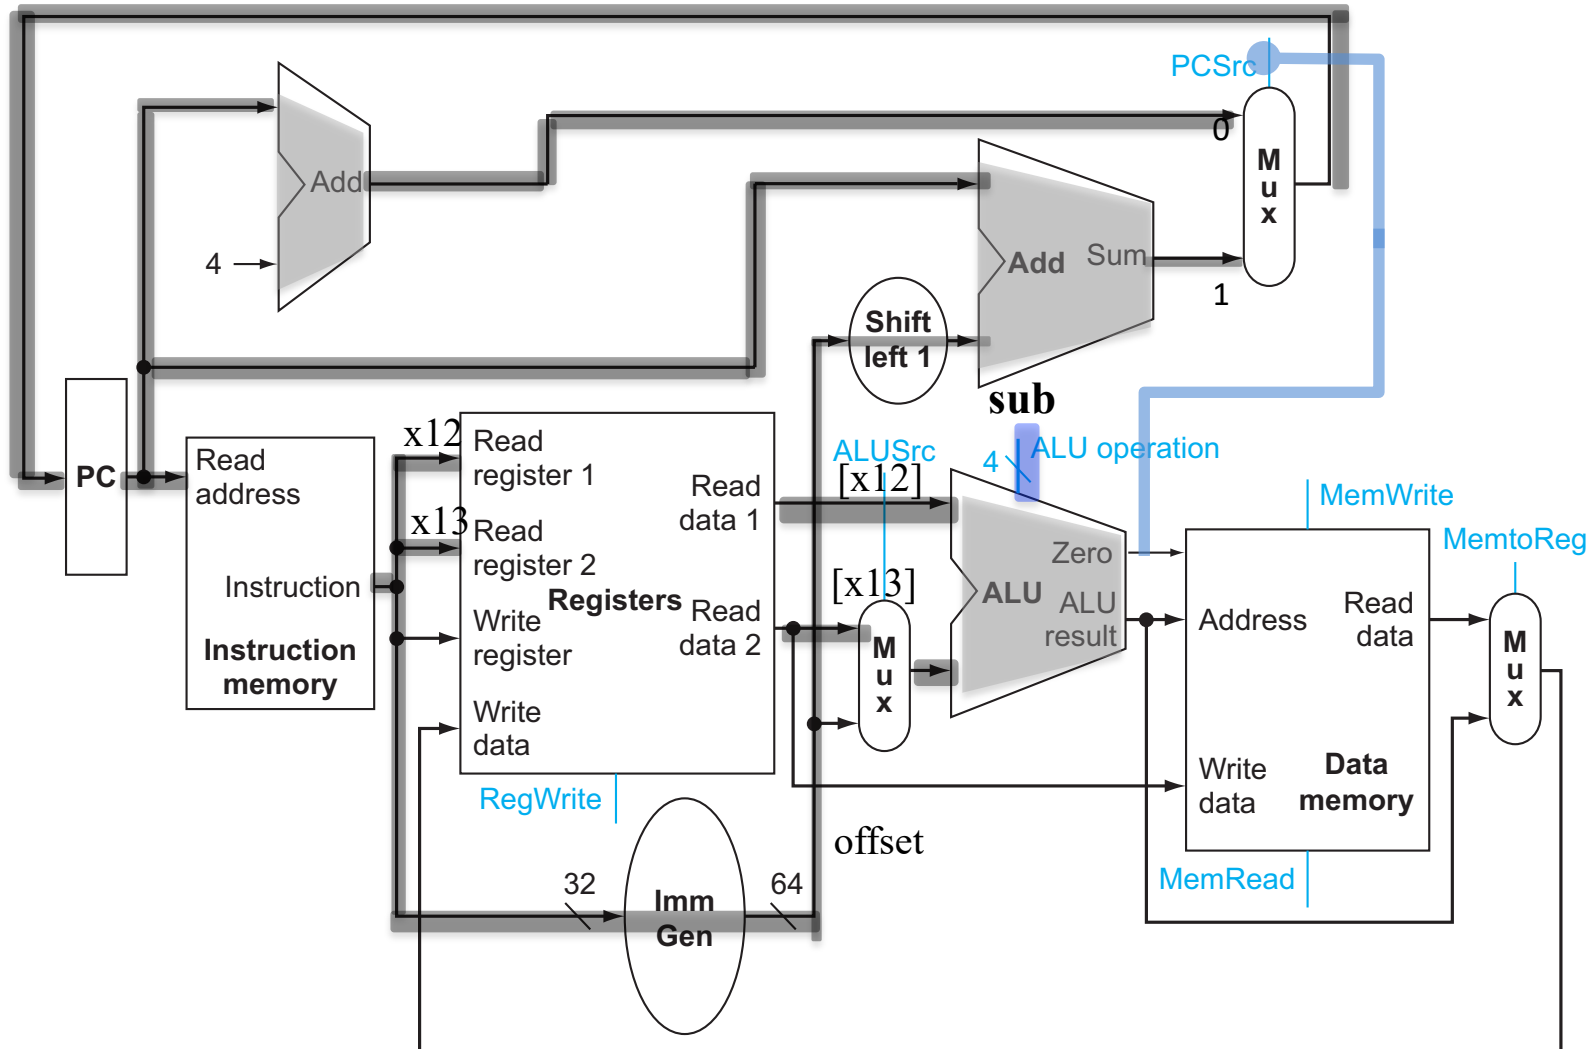 PCSrc
0
M
u
x
Add
4
Add
Sum
1
Shift
left 1
sub
ALU operation
4
PC
Read
address
Instruction
Instruction
memory
x12
Read
register 1
x13
Read
register 2
Registers
Write
register
Write
data
Read
data 1
Read
data 2
RegWrite
ALUSrc
[x12]
[x13]
M
u
x
Zero
ALU
ALU
result
MemWrite
Address
Read
data
Write
data
Data
memory
MemRead
MemtoReg
M
u
x
offset
32
Imm
Gen
64